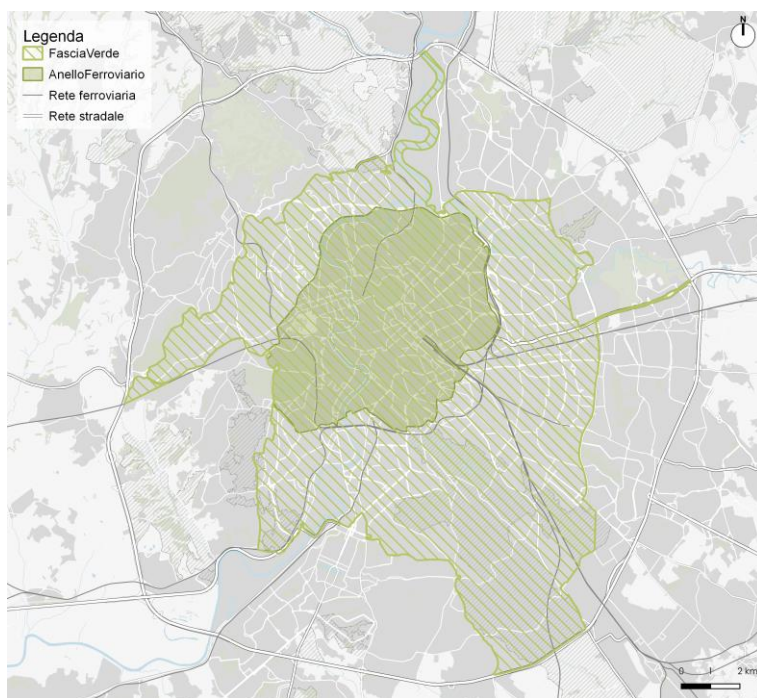 Legenda
FasciaVerde
AnelloFerroviario
Rete ferroviaria
Rete stradale
N
0 1 2 km